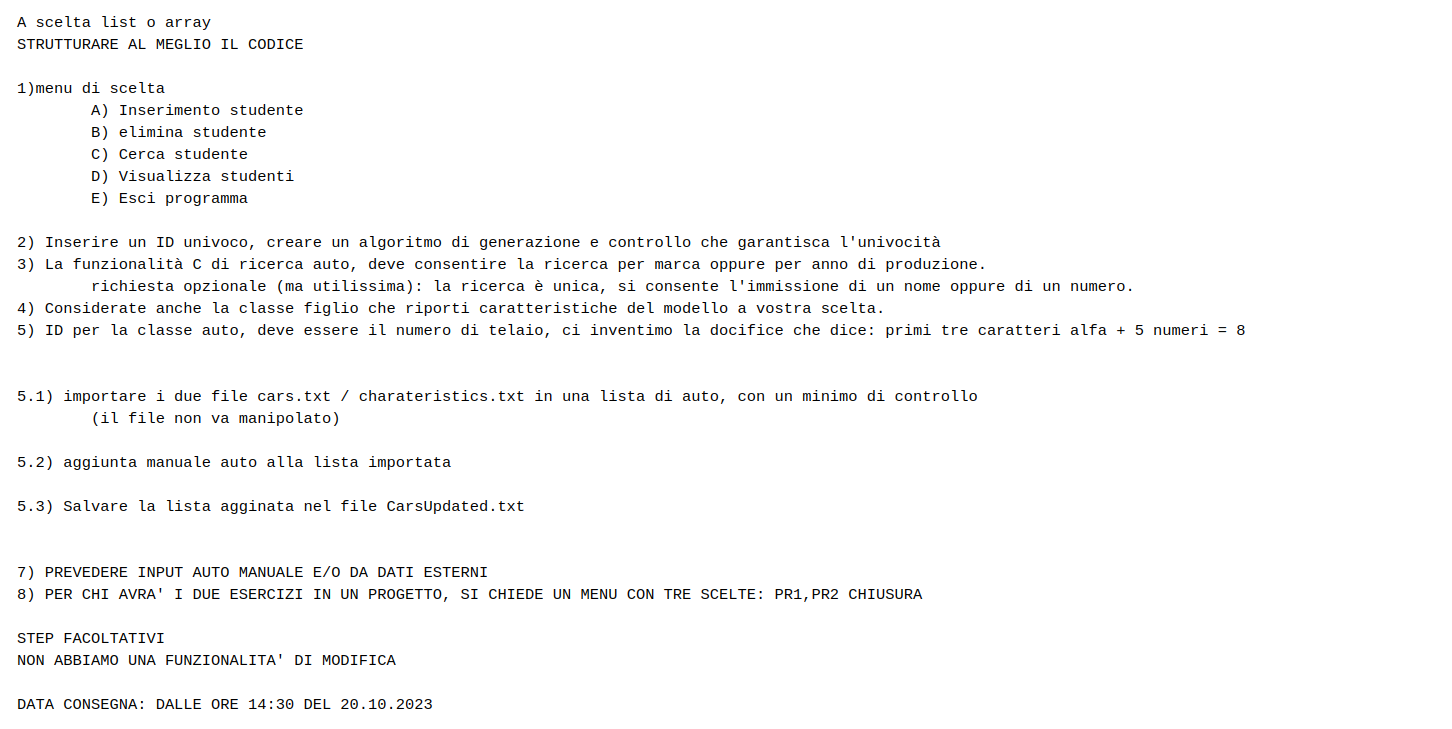 A scelta list o array
STRUTTURARE AL MEGLIO IL CODICE
1)menu di scelta
A) Inserimento studente
B) elimina studente
C) Cerca studente
D) Visualizza studenti
E) Esci programma
2) Inserire un ID univoco, creare un algoritmo di generazione e controllo che garantisca l'univocità
3) La funzionalità C di ricerca auto, deve consentire la ricerca per marca oppure per anno di produzione.
richiesta opzionale (ma utilissima): la ricerca è unica, si consente l'immissione di un nome oppure di un numero.
4) Considerate anche la classe figlio che riporti caratteristiche del modello a vostra scelta.
5) ID per la classe auto, deve essere il numero di telaio, ci inventimo la docifice che dice: primi tre caratteri alfa + 5 numeri = 8
5.1) importare i due file cars.txt / charateristics.txt in una lista di auto, con un minimo di controllo
(il file non va manipolato)
5.2) aggiunta manuale auto alla lista importata
5.3) Salvare la lista agginata nel file CarsUpdated.txt
7) PREVEDERE INPUT AUTO MANUALE E/O DA DATI ESTERNI
8) PER CHI AVRA' I DUE ESERCIZI IN UN PROGETTO, SI CHIEDE UN MENU CON TRE SCELTE: PR1,PR2 CHIUSURA
STEP FACOLTATIVI
NON ABBIAMO UNA FUNZIONALITA' DI MODIFICA
DATA CONSEGNA: DALLE ORE 14:30 DEL 20.10.2023